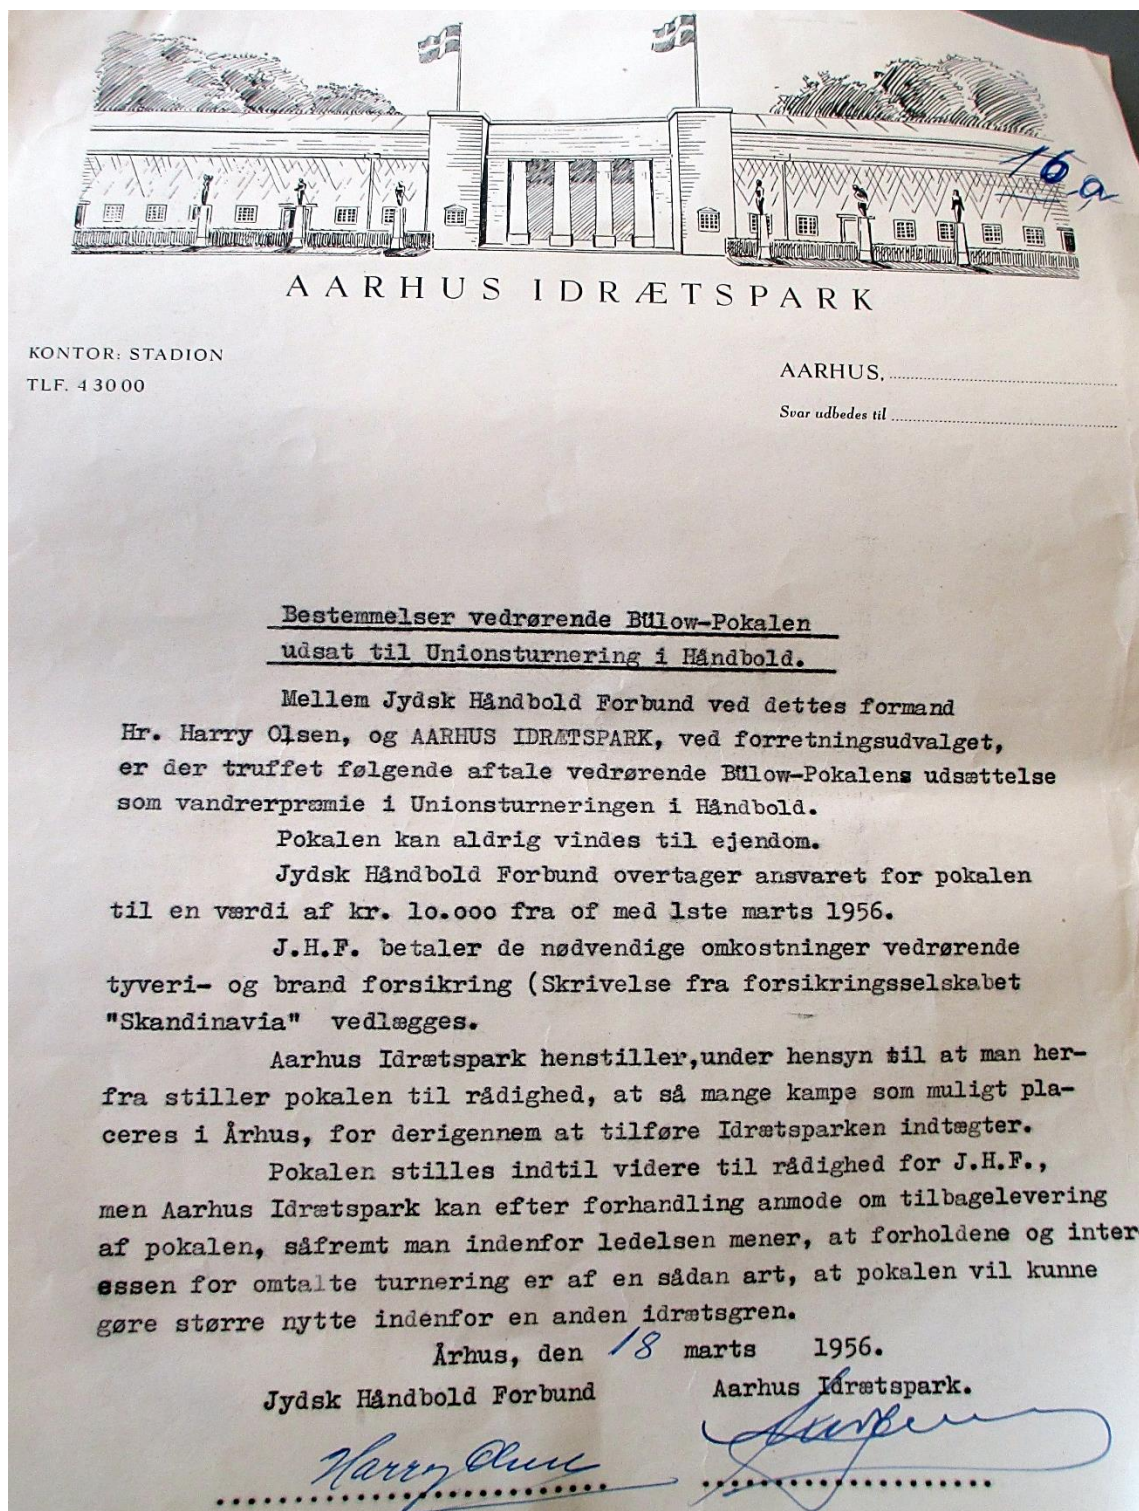 16 a
AARHUS IDRÆTSPARK
KONTOR: STADION
TLF. 43000
AARHUS,
Svar udbedes til
Bestemmelser vedrørende Bülow-Pokalen
udsat til Unionsturnering i Håndbold.
Mellem Jydsk Håndbold Forbund ved dettes formand
Hr. Harry Olsen, og AARHUS IDRÆTSPARK, ved forretningsudvalget,
er der truffet følgende aftale vedrørende Bülow-Pokalens udsættelse
som vandrerpræmie i Unionsturneringen i Håndbold.
Pokalen kan aldrig vindes til ejendom.
Jydsk Håndbold Forbund overtager ansvaret for pokalen
til en værdi af kr. lo.ooo fra of med 1ste marts 1956.
J.H.F. betaler de nødvendige omkostninger vedrørende
tyveri- og brand forsikring (Skrivelse fra forsikringsselskabet
"Skandinavia" vedlægges.
Aarhus Idrætspark henstiller,under hensyn til at man her-
fra stiller pokalen til rådighed, at så mange kampe som muligt pla-
ceres i Århus, for derigennem at tilføre Idrætsparken indtægter.
Pokalen stilles indtil videre til rådighed for J.H.F.,
men Aarhus Idrætspark kan efter forhandling anmode om tilbagelevering
af pokalen, såfremt man indenfor ledelsen mener, at forholdene og inter
essen for omtalte turnering er af en sådan art, at pokalen vil kunne
gøre større nytte indenfor en anden idrætsgren.
Århus, den 18 marts 1956.
Jydsk Håndbold Forbund Aarhus Idrætspark.
Harry Olsen